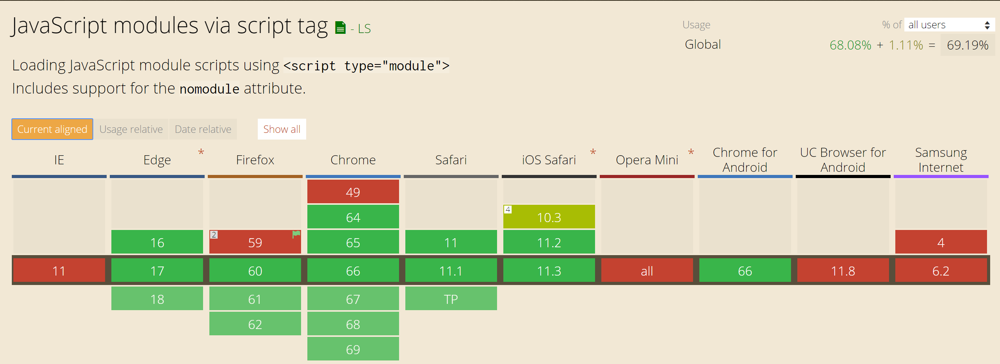 JavaScript modules via script tag - LS
Usage % of all users
Global 68.08% + 1.11% = 69.19%
Loading JavaScript module scripts using <script type="module">
Includes support for the nomodule attribute.
Current aligned Usage relative Date relative Show all
IE Edge * Firefox Chrome Safari iOS Safari * Opera Mini * Chrome for Android UC Browser for Android Samsung Internet
49
64 4 10.3
16 2 59 65 11 11.2 4
11 17 60 66 11.1 11.3 all 66 11.8 6.2
18 61 67 TP
62 68
69